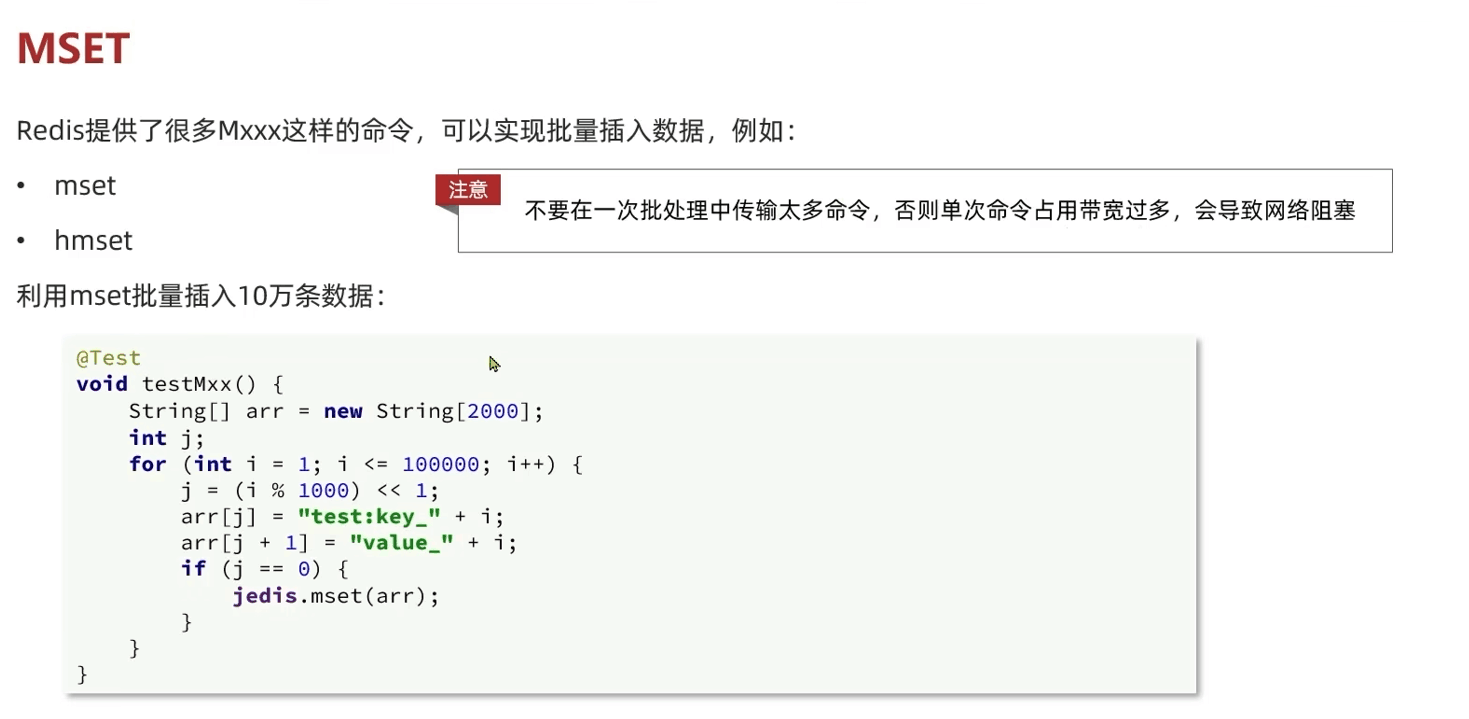 MSET
Redis提供了很多Mxxx这样的命令，可以实现批量插入数据，例如：
• mset
• hmset
注意
不要在一次批处理中传输太多命令，否则单次命令占用带宽过多，会导致网络阻塞
利用mset批量插入10万条数据：
@Test
void testMxx() {
    String[] arr = new String[2000];
    int j;
    for (int i = 1; i <= 100000; i++) {
        j = (i % 1000) << 1;
        arr[j] = "test:key_" + i;
        arr[j + 1] = "value_" + i;
        if (j == 0) {
            jedis.mset(arr);
        }
    }
}